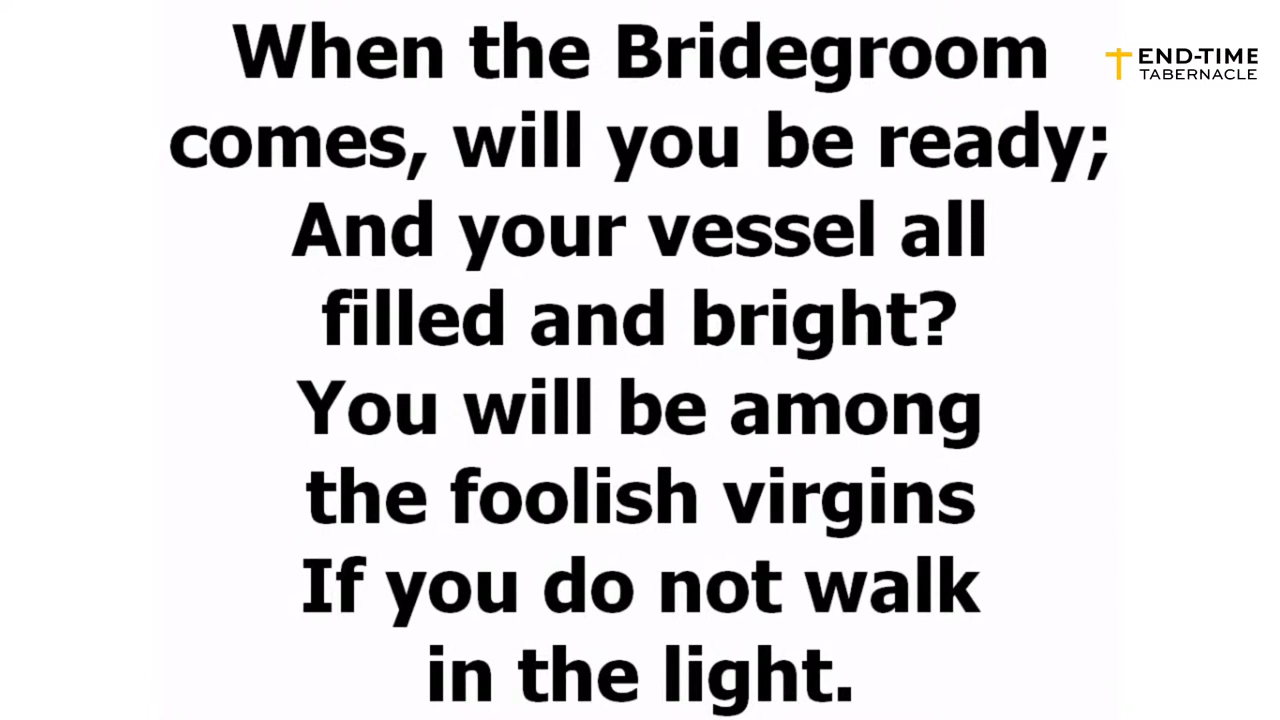 When the Bridegroom
comes, will you be ready;
And your vessel all
filled and bright?
You will be among
the foolish virgins
If you do not walk
in the light.
END-TIME
TABERNACLE